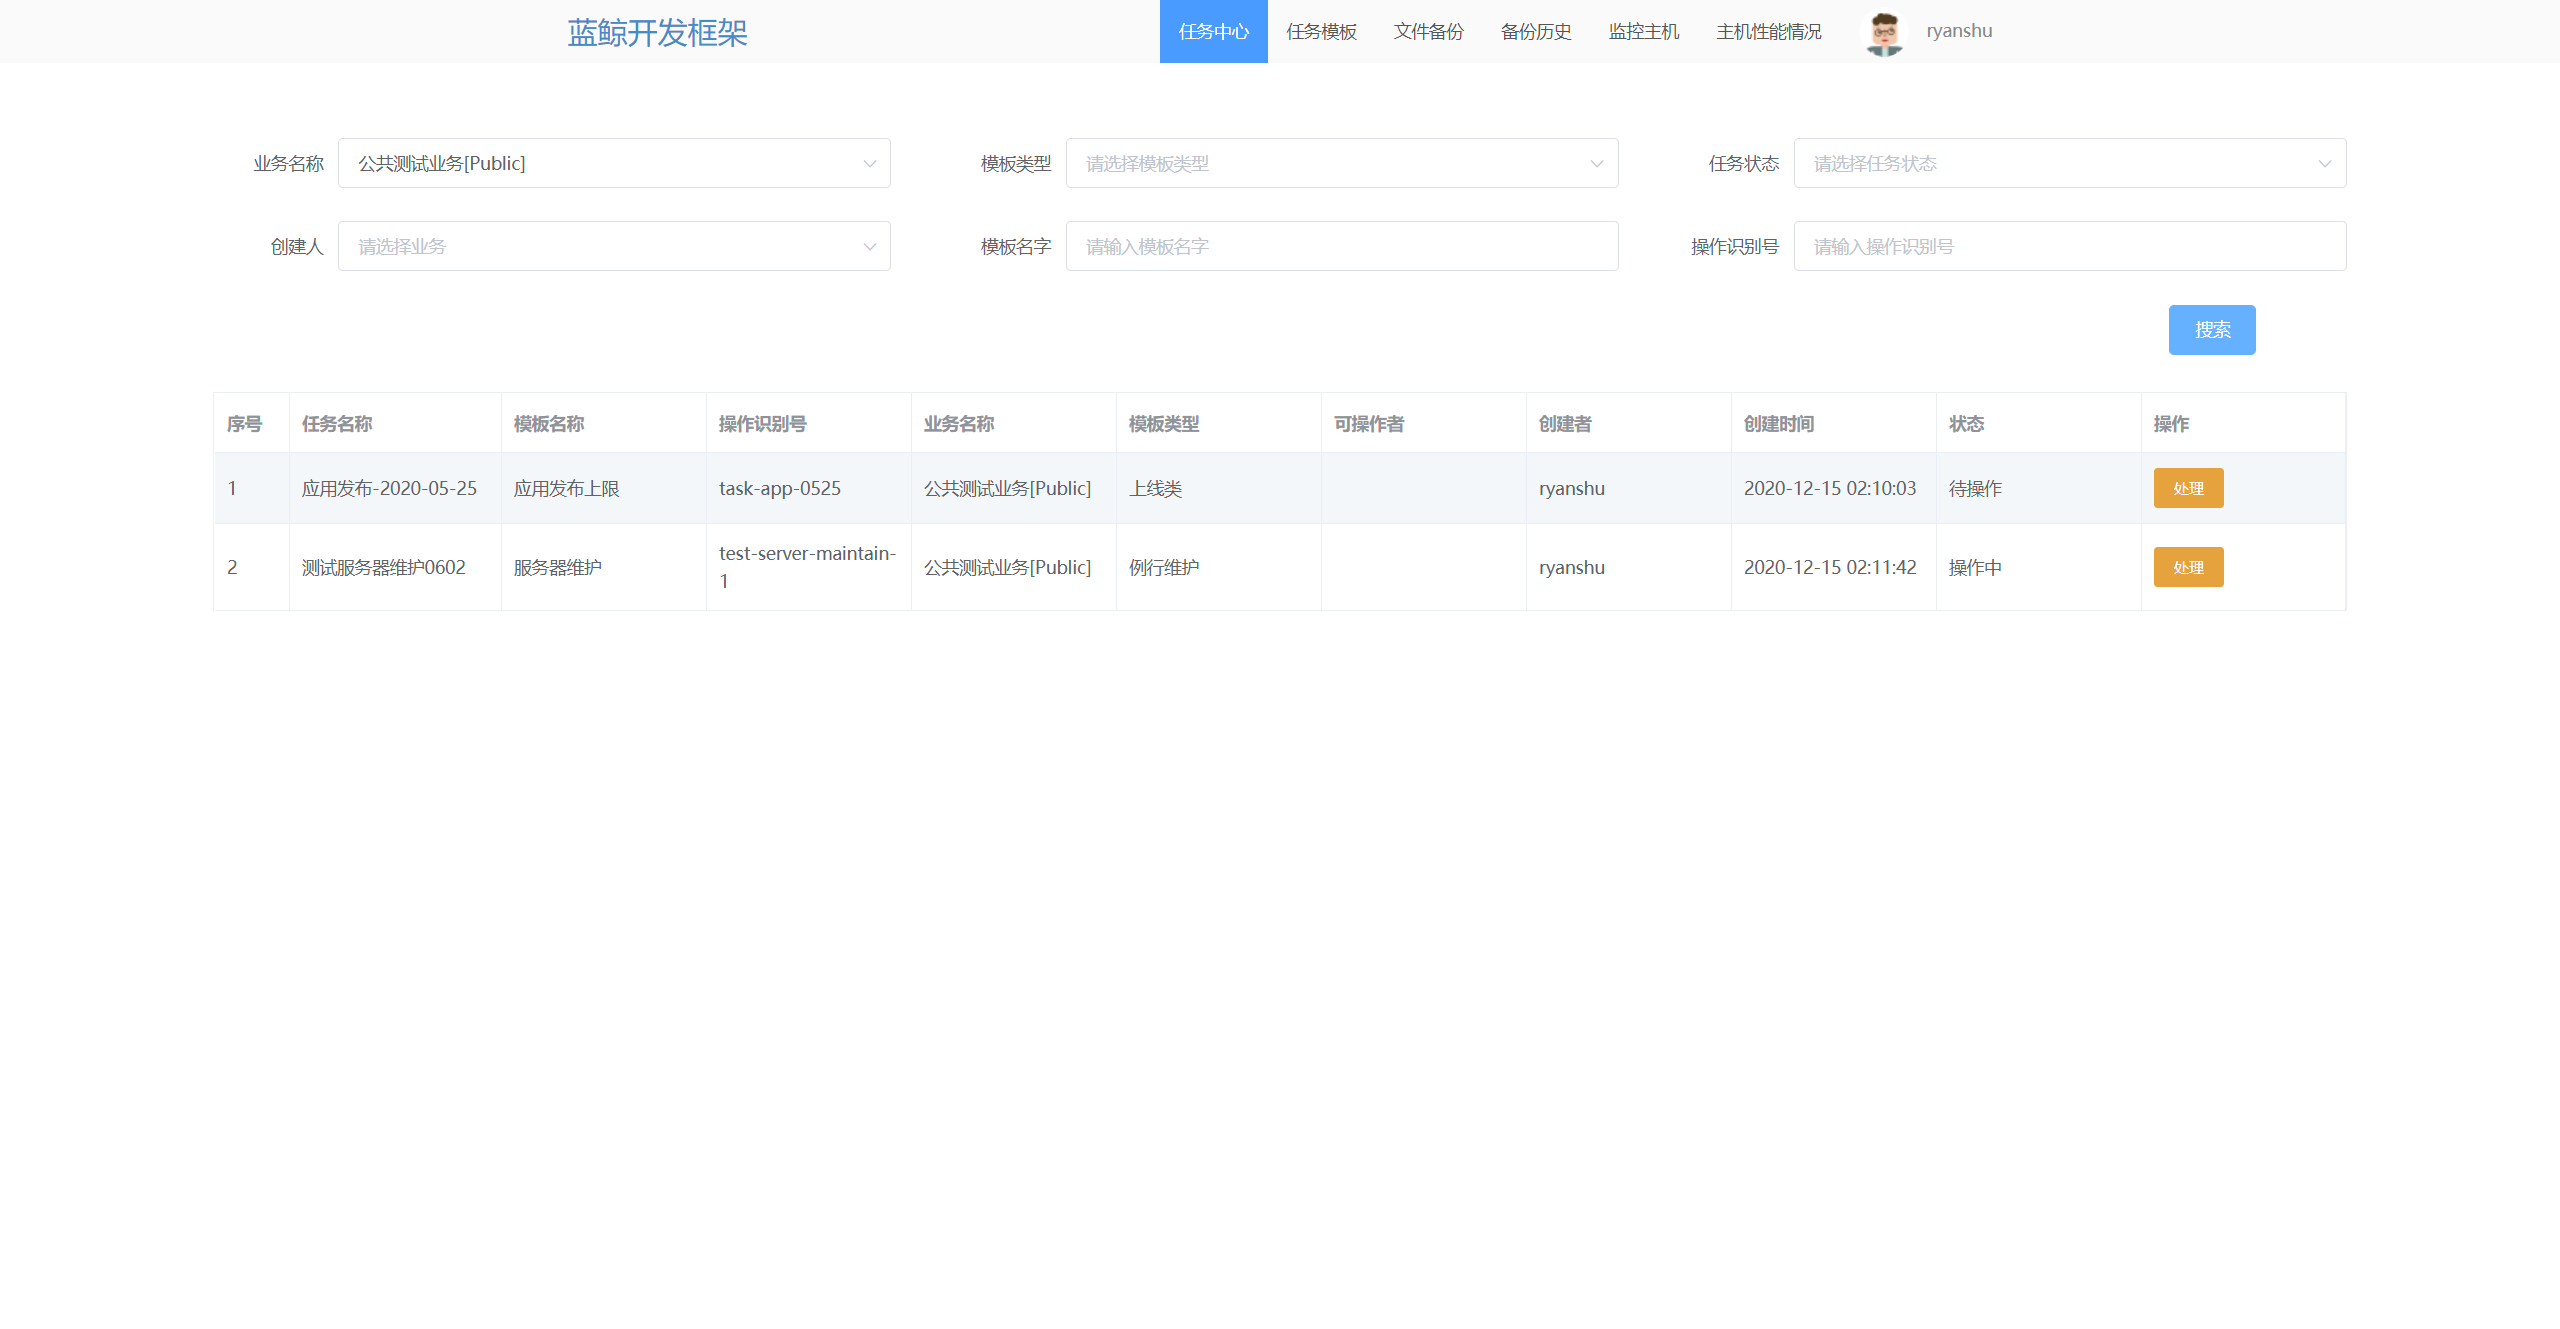 蓝鲸开发框架 任务中心 任务模板 文件备份 备份历史 监控主机 主机性能情况 ryanshu
业务名称 公共测试业务[Public] 模板类型 请选择模板类型 任务状态 请选择任务状态
创建人 请选择业务 模板名字 请输入模板名字 操作识别号 请输入操作识别号
搜索
序号 任务名称 模板名称 操作识别号 业务名称 模板类型 可操作者 创建者 创建时间 状态 操作
1 应用发布-2020-05-25 应用发布上限 task-app-0525 公共测试业务[Public] 上线类 ryanshu 2020-12-15 02:10:03 待操作 处理
2 测试服务器维护0602 服务器维护 test-server-maintain-1 公共测试业务[Public] 例行维护 ryanshu 2020-12-15 02:11:42 操作中 处理